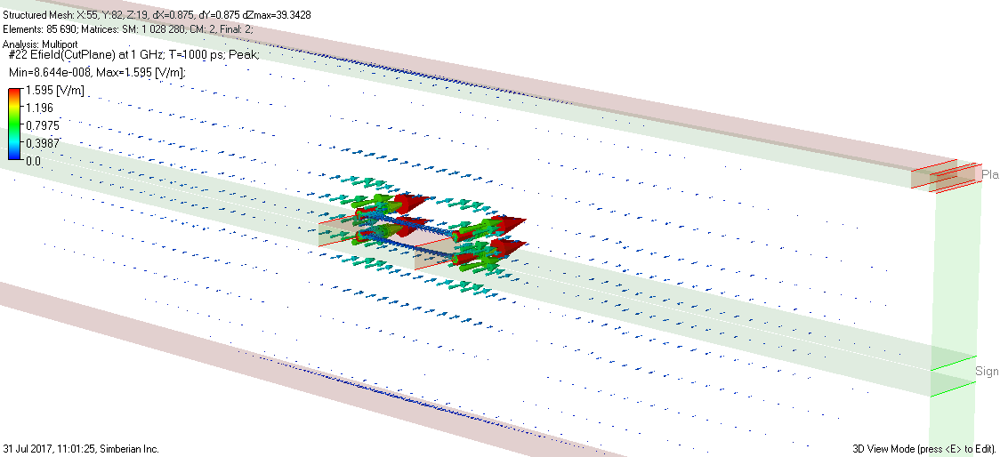 Structured Mesh: X:55, Y:82, Z:19, dX=0.875, dY=0.875 dZmax=39.3428
Elements: 85 690; Matrices: SM: 1 028 280, CM: 2, Final: 2;
Analysis: Multiport
#22 Efield(CutPlane) at 1 GHz; T=1000 ps; Peak;
Min=8.644e-008, Max=1.595 [V/m];
1.595 [V/m]
1.196
0.7975
0.3987
0.0
Pla
Sign
31 Jul 2017, 11:01:25, Simberian Inc.
3D View Mode (press <E> to Edit).